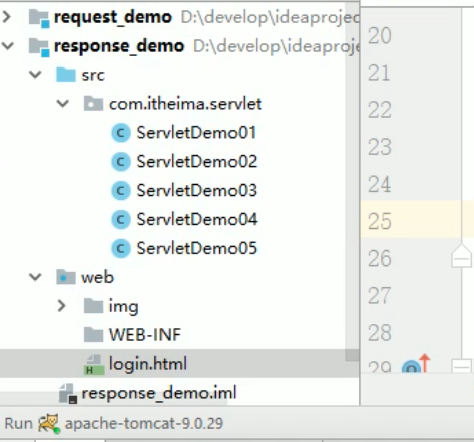 request_demo D:\develop\ideaprojec
response_demo D:\develop\ideaproje
src
com.itheima.servlet
C ServletDemo01
C ServletDemo02
C ServletDemo03
C ServletDemo04
C ServletDemo05
web
img
WEB-INF
H login.html
response_demo.iml
20
21
22
23
24
25
26
27
28
29
Run apache-tomcat-9.0.29